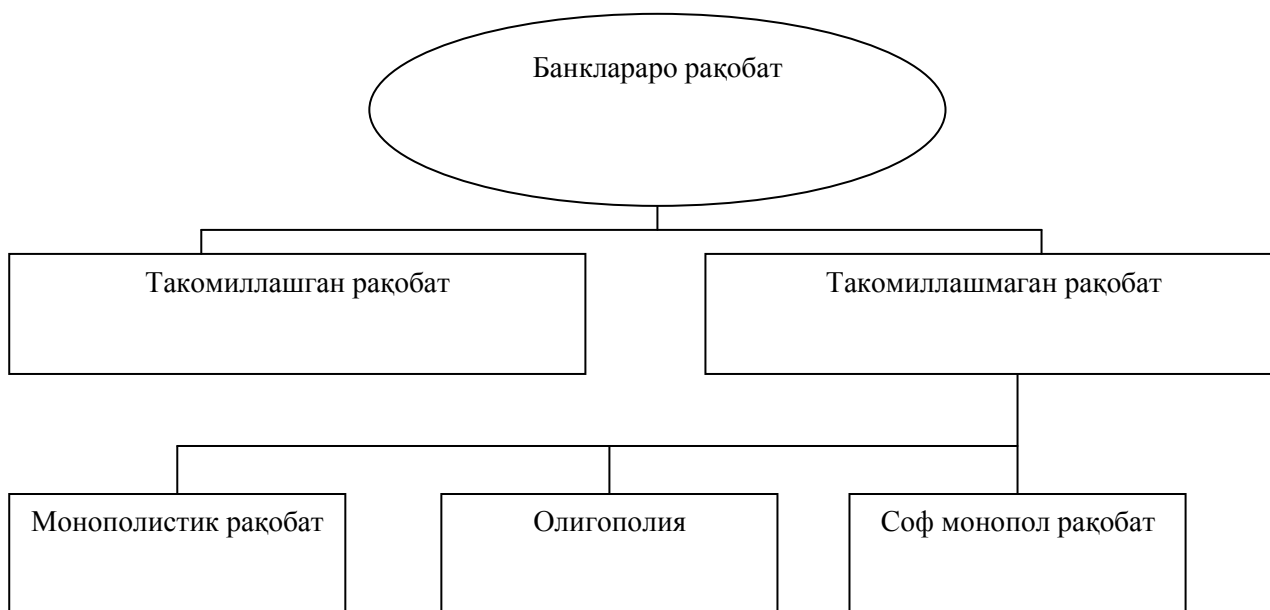 Банклараро рақобат
Такомиллашган рақобат
Такомиллашмаган рақобат
Монополистик рақобат
Олигополия
Соф монопол рақобат